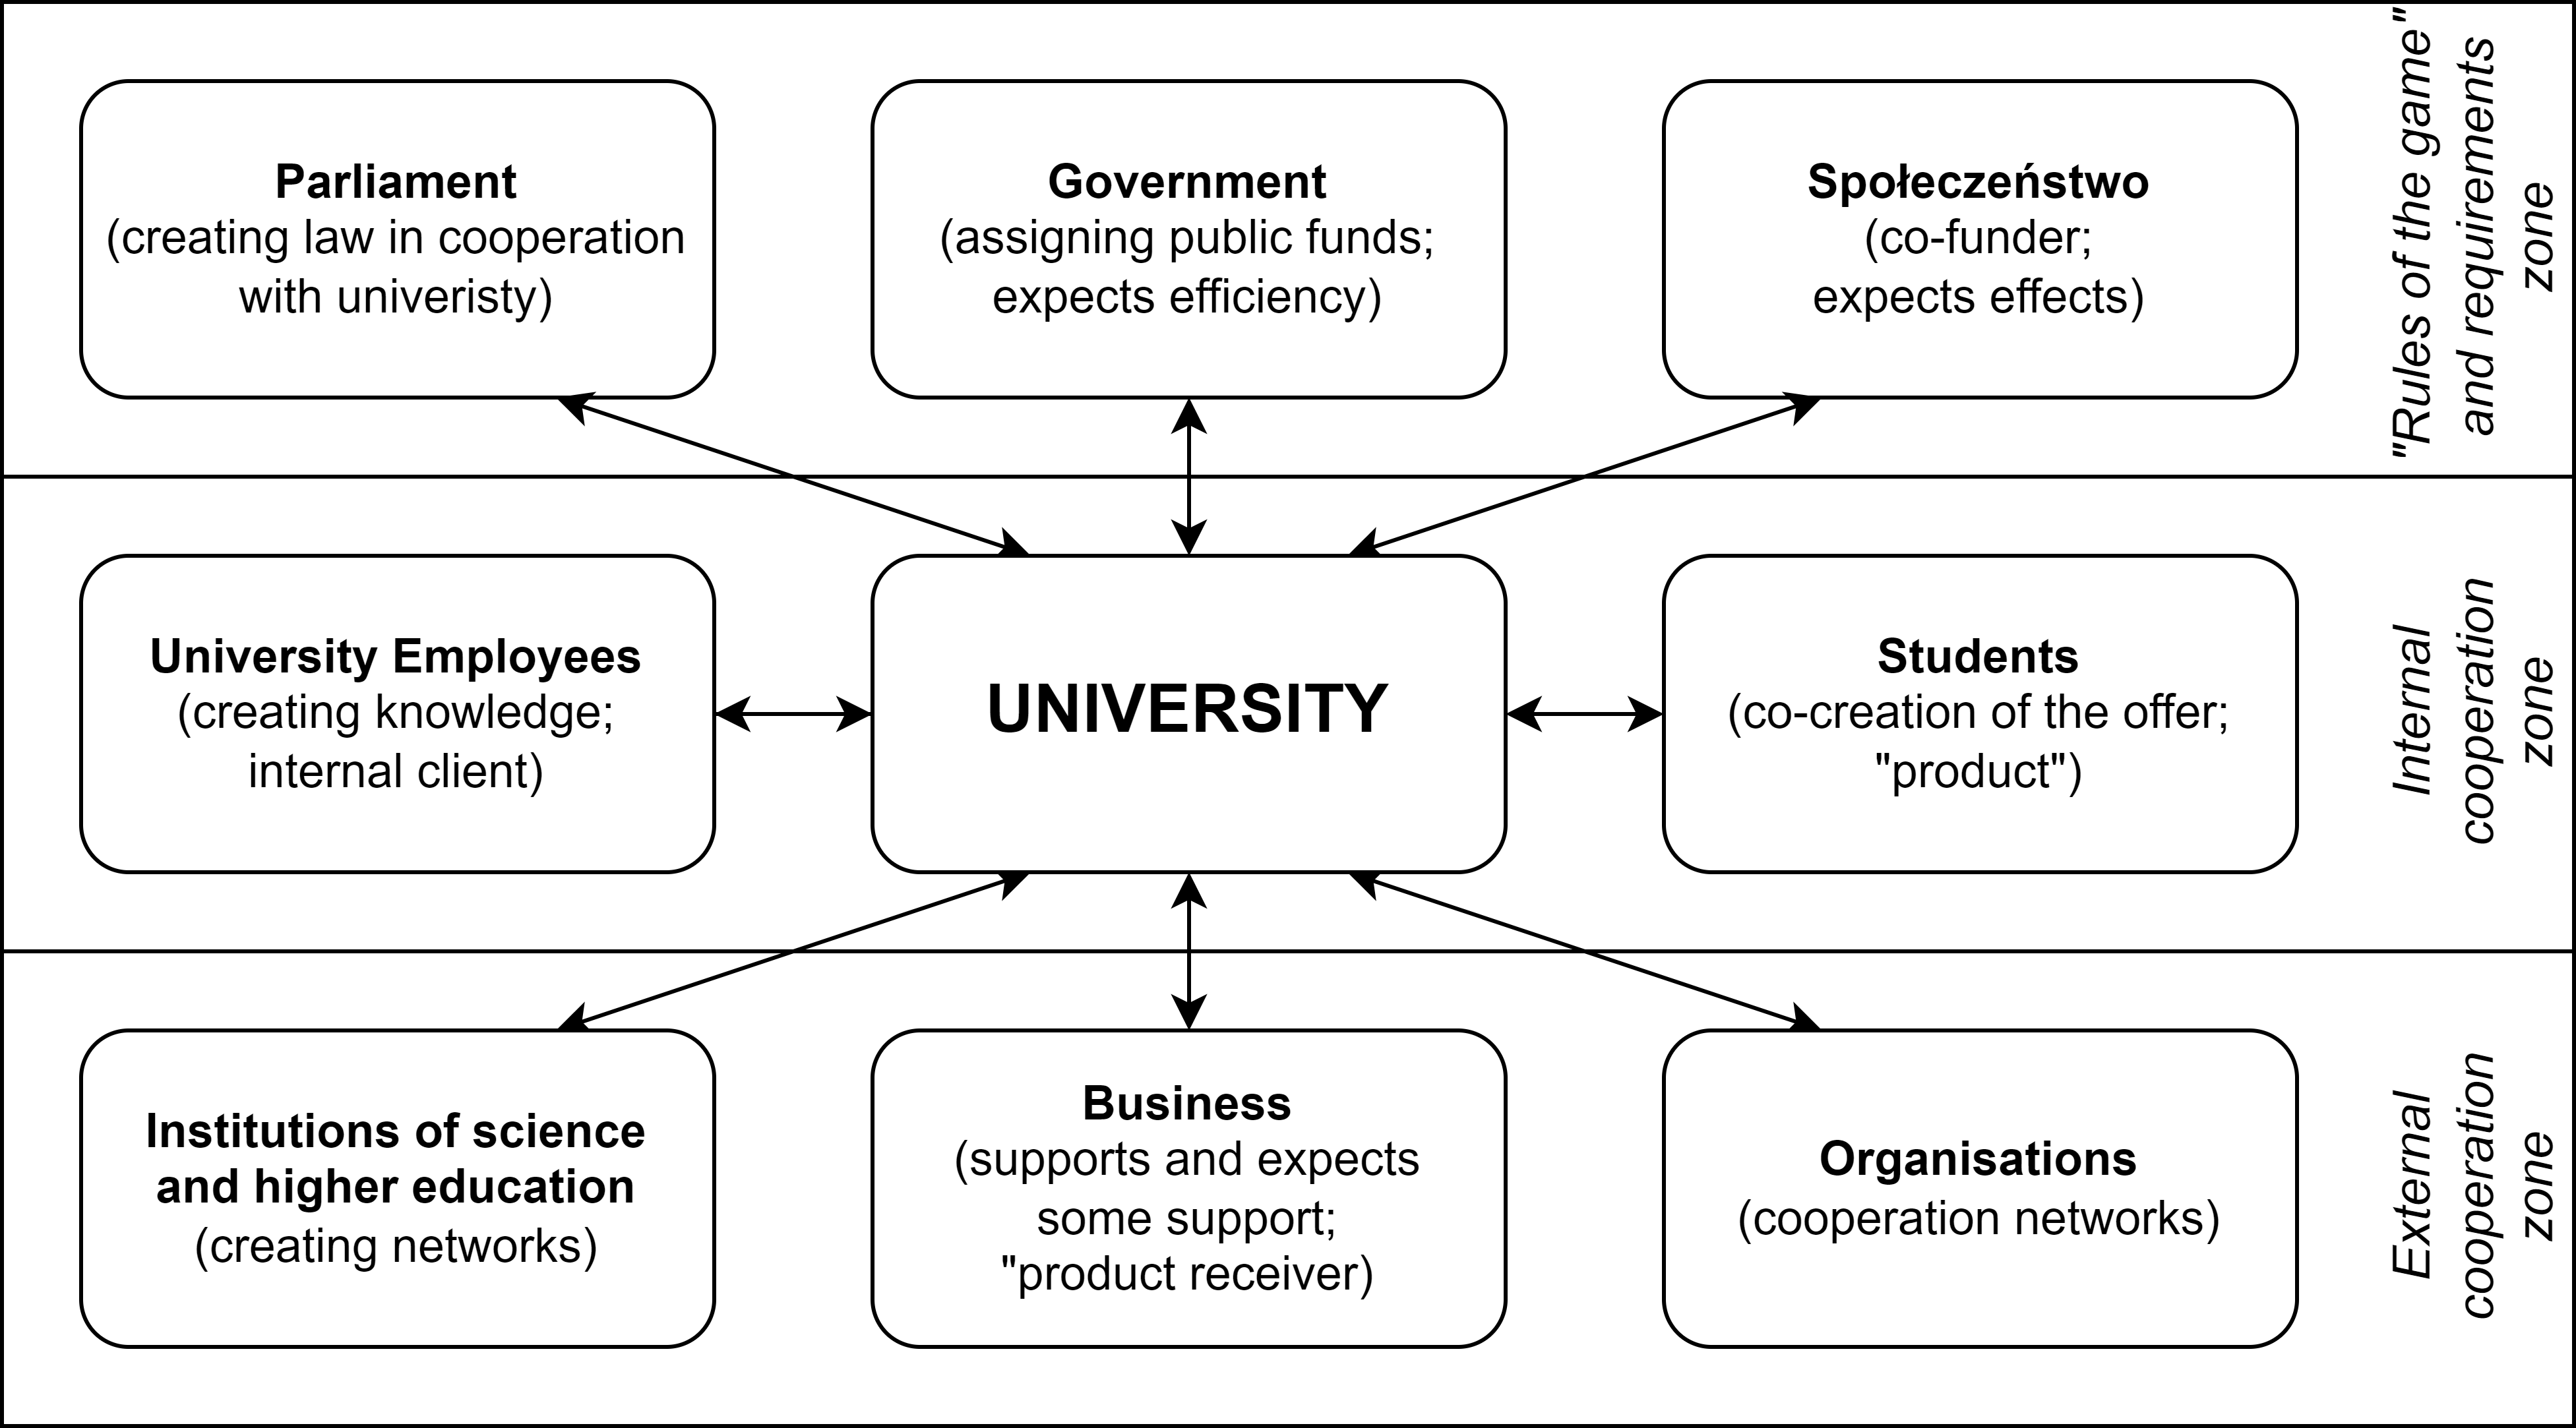 Parliament
(creating law in cooperation
with univeristy)
Government
(assigning public funds;
expects efficiency)
Społeczeństwo
(co-funder;
expects effects)
"Rules of the game"
and requirements
zone
University Employees
(creating knowledge;
internal client)
UNIVERSITY
Students
(co-creation of the offer;
"product")
Internal
cooperation
zone
Institutions of science
and higher education
(creating networks)
Business
(supports and expects
some support;
"product receiver)
Organisations
(cooperation networks)
External
cooperation
zone